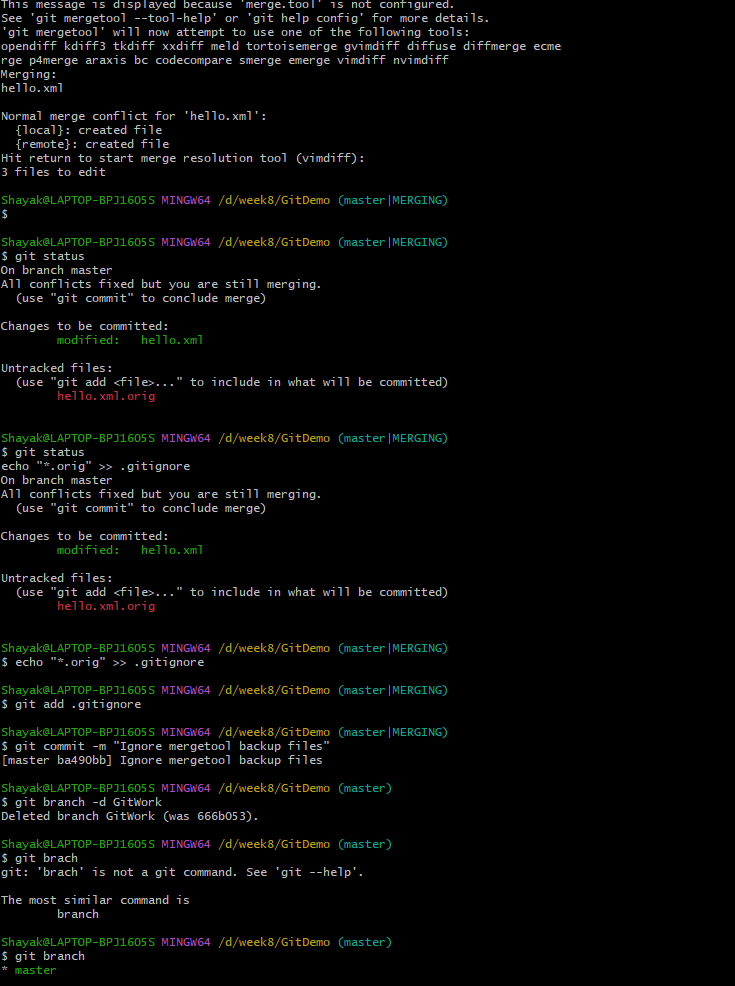 This message is displayed because 'merge.tool' is not configured.
See 'git mergetool --tool-help' or 'git help config' for more details.
'git mergetool' will now attempt to use one of the following tools:
opendiff kdiff3 tkdiff xxdiff meld tortoisemerge gvimdiff diffuse diffmerge ecme
rge p4merge araxis bc codecompare smerge emerge vimdiff nvimdiff
Merging:
hello.xml

Normal merge conflict for 'hello.xml':
  {local}: created file
  {remote}: created file
Hit return to start merge resolution tool (vimdiff):
3 files to edit

Shayak@LAPTOP-BPJ16O5S MINGW64 /d/week8/GitDemo (master|MERGING)
$

Shayak@LAPTOP-BPJ16O5S MINGW64 /d/week8/GitDemo (master|MERGING)
$ git status
On branch master
All conflicts fixed but you are still merging.
  (use "git commit" to conclude merge)

Changes to be committed:
        modified:   hello.xml

Untracked files:
  (use "git add <file>..." to include in what will be committed)
        hello.xml.orig


Shayak@LAPTOP-BPJ16O5S MINGW64 /d/week8/GitDemo (master|MERGING)
$ git status
echo "*.orig" >> .gitignore
On branch master
All conflicts fixed but you are still merging.
  (use "git commit" to conclude merge)

Changes to be committed:
        modified:   hello.xml

Untracked files:
  (use "git add <file>..." to include in what will be committed)
        hello.xml.orig


Shayak@LAPTOP-BPJ16O5S MINGW64 /d/week8/GitDemo (master|MERGING)
$ echo "*.orig" >> .gitignore

Shayak@LAPTOP-BPJ16O5S MINGW64 /d/week8/GitDemo (master|MERGING)
$ git add .gitignore

Shayak@LAPTOP-BPJ16O5S MINGW64 /d/week8/GitDemo (master|MERGING)
$ git commit -m "Ignore mergetool backup files"
[master ba490bb] Ignore mergetool backup files

Shayak@LAPTOP-BPJ16O5S MINGW64 /d/week8/GitDemo (master)
$ git branch -d GitWork
Deleted branch GitWork (was 666b053).

Shayak@LAPTOP-BPJ16O5S MINGW64 /d/week8/GitDemo (master)
$ git brach
git: 'brach' is not a git command. See 'git --help'.

The most similar command is
        branch

Shayak@LAPTOP-BPJ16O5S MINGW64 /d/week8/GitDemo (master)
$ git branch
* master